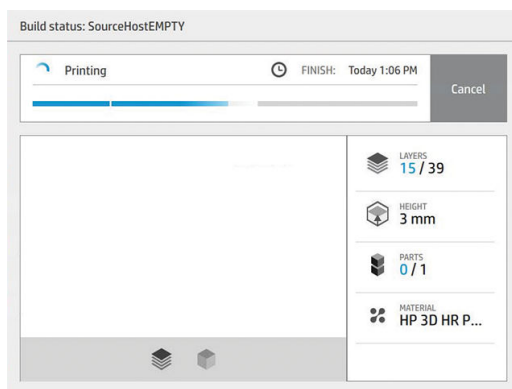 Build status: SourceHostEMPTY
Printing
FINISH: Today 1:06 PM
Cancel
LAYERS
15 / 39
HEIGHT
3 mm
PARTS
0 / 1
MATERIAL
HP 3D HR P...